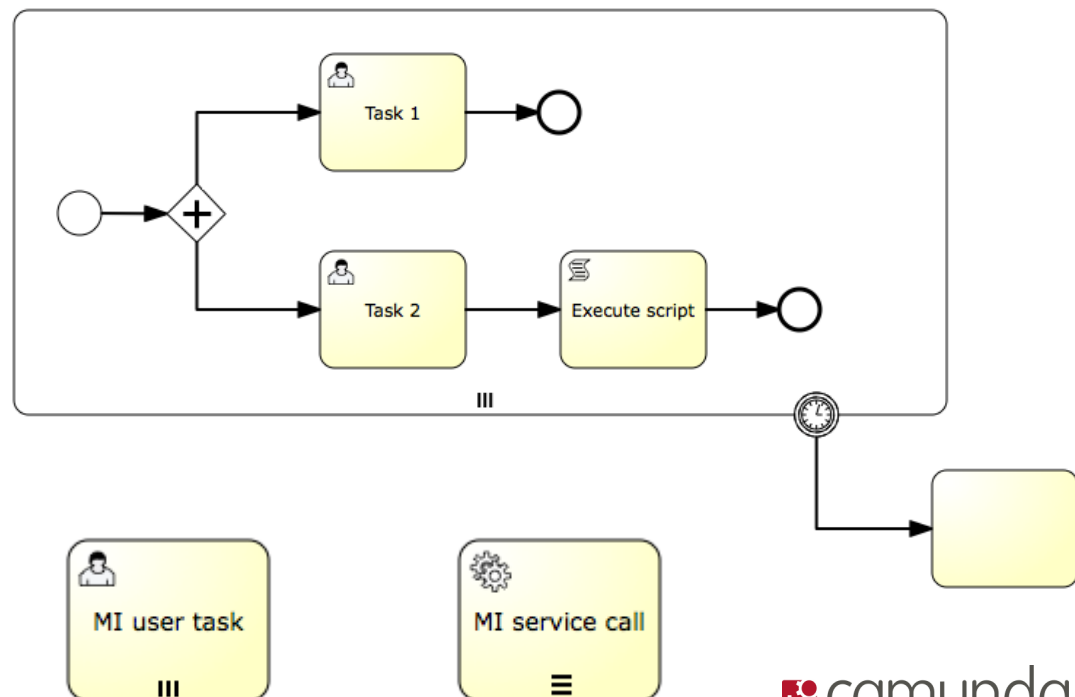 Task 1
Task 2
Execute script
MI user task
MI service call
camunda